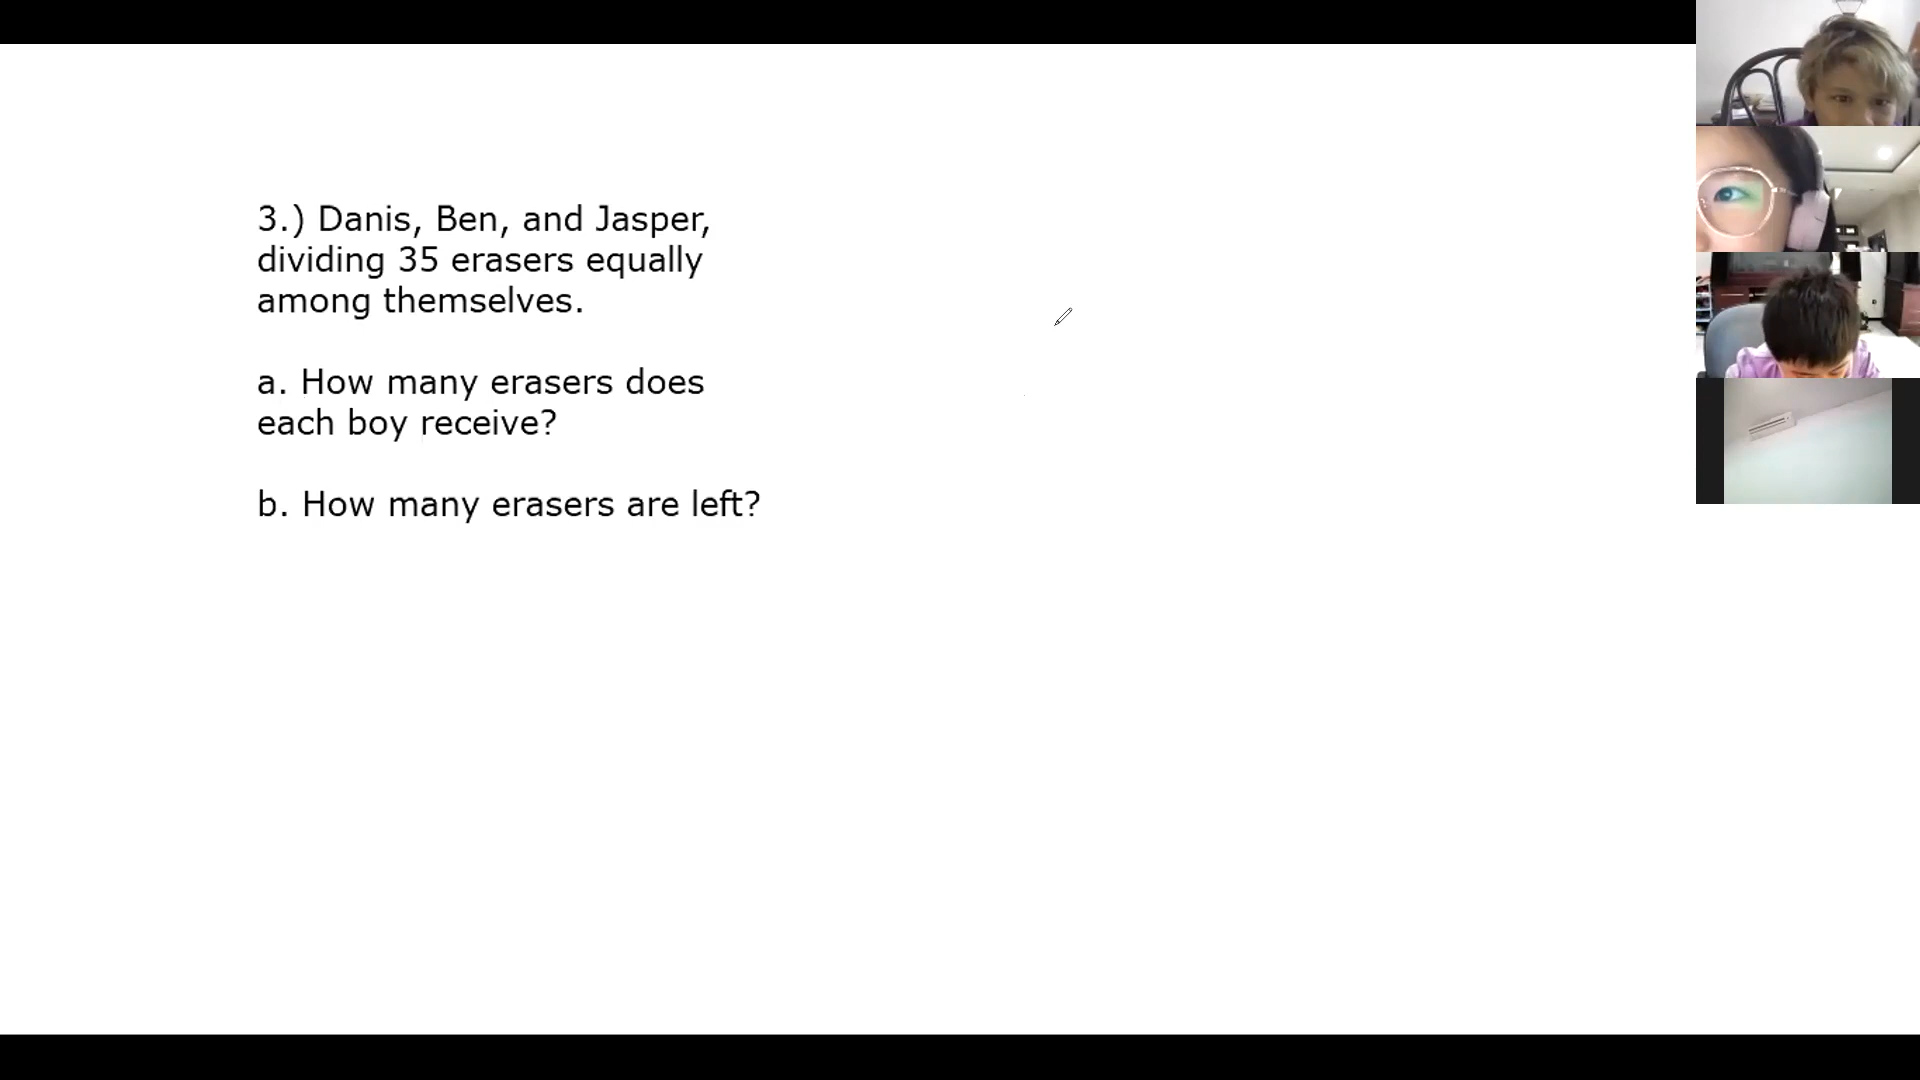 3.) Danis, Ben, and Jasper,
dividing 35 erasers equally
among themselves.
a. How many erasers does
each boy receive?
b. How many erasers are left?